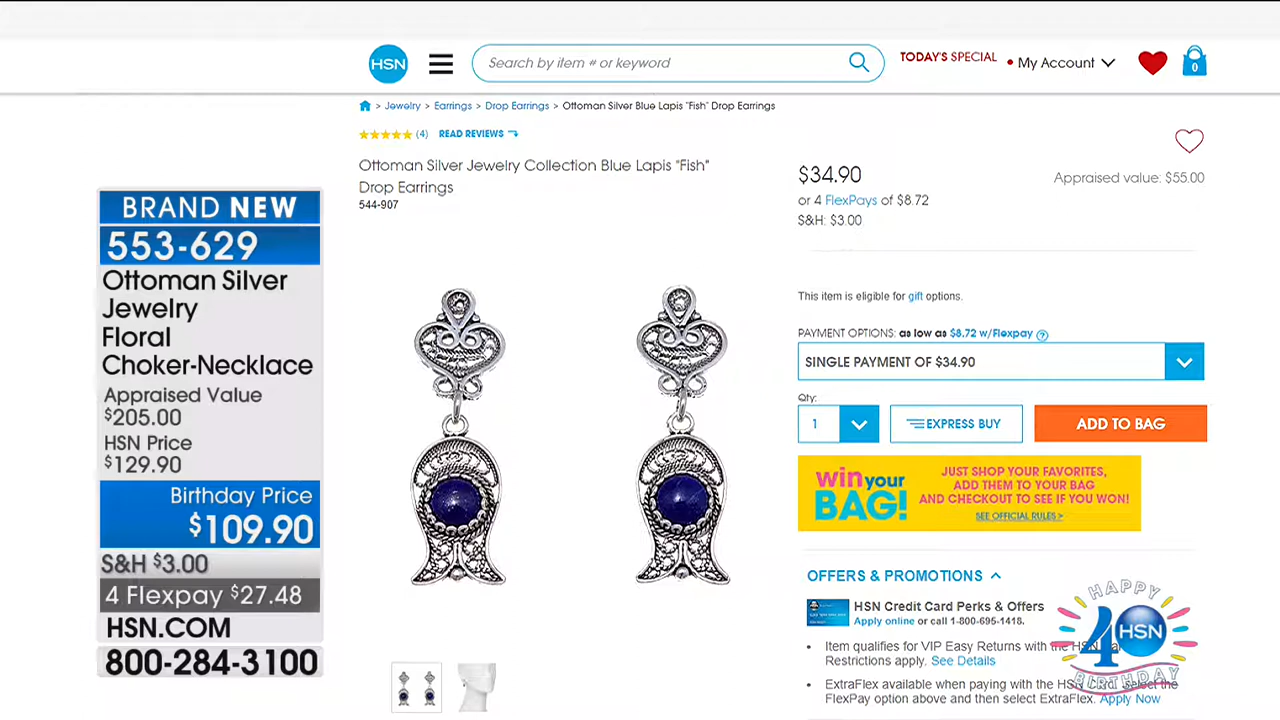 HSN
Search by item # or keyword
TODAY'S SPECIAL
• My Account
0
> Jewelry > Earrings > Drop Earrings > Ottoman Silver Blue Lapis "Fish" Drop Earrings
(4) READ REVIEWS
Ottoman Silver Jewelry Collection Blue Lapis "Fish"
Drop Earrings
544-907
$34.90
Appraised value: $55.00
or 4 FlexPays of $8.72
S&H: $3.00
BRAND NEW
553-629
Ottoman Silver
Jewelry
Floral
Choker-Necklace
Appraised Value
$205.00
HSN Price
$129.90
Birthday Price
$109.90
S&H $3.00
4 Flexpay $27.48
HSN.COM
800-284-3100
This item is eligible for gift options.
PAYMENT OPTIONS: as low as $8.72 w/Flexpay ?
SINGLE PAYMENT OF $34.90
Qty:
1
EXPRESS BUY
ADD TO BAG
win your
BAG!
JUST SHOP YOUR FAVORITES,
ADD THEM TO YOUR BAG
AND CHECKOUT TO SEE IF YOU WON!
SEE OFFICIAL RULES >
OFFERS & PROMOTIONS
HSN Credit Card Perks & Offers
Apply online or call 1-800-695-1418.
• Item qualifies for VIP Easy Returns with the HSN
Restrictions apply. See Details
• ExtraFlex available when paying with the HSN Card. Select the
FlexPay option above and then select ExtraFlex. Apply Now
HAPPY
40
HSN
BIRTHDAY